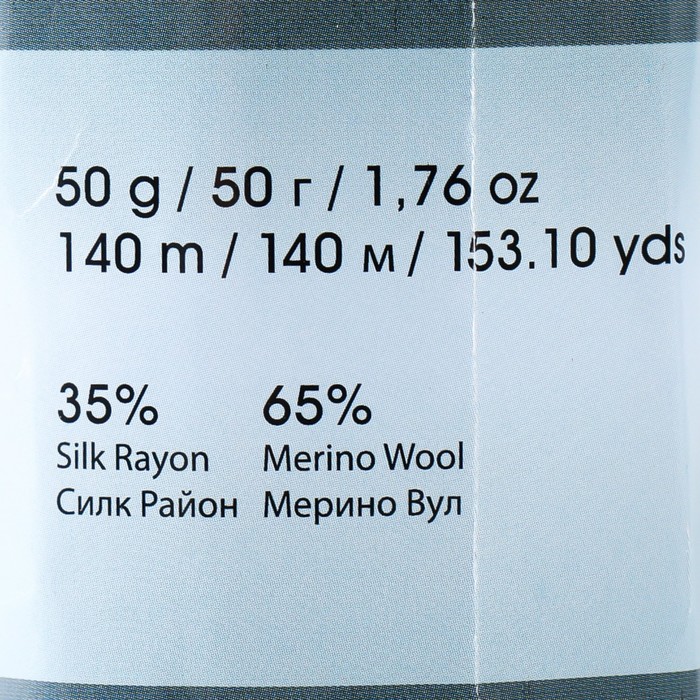 50 g / 50 г / 1,76 oz
140 m / 140 м / 153.10 yds
35% 65%
Silk Rayon Merino Wool
Силк Район Мерино Вул